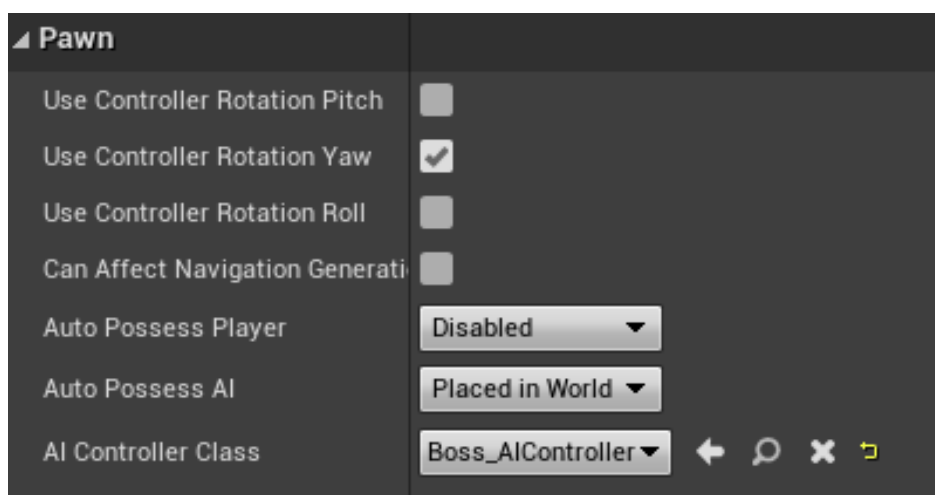 Pawn
Use Controller Rotation Pitch
Use Controller Rotation Yaw
Use Controller Rotation Roll
Can Affect Navigation Generati
Auto Possess Player Disabled
Auto Possess AI Placed in World
AI Controller Class Boss_AIController